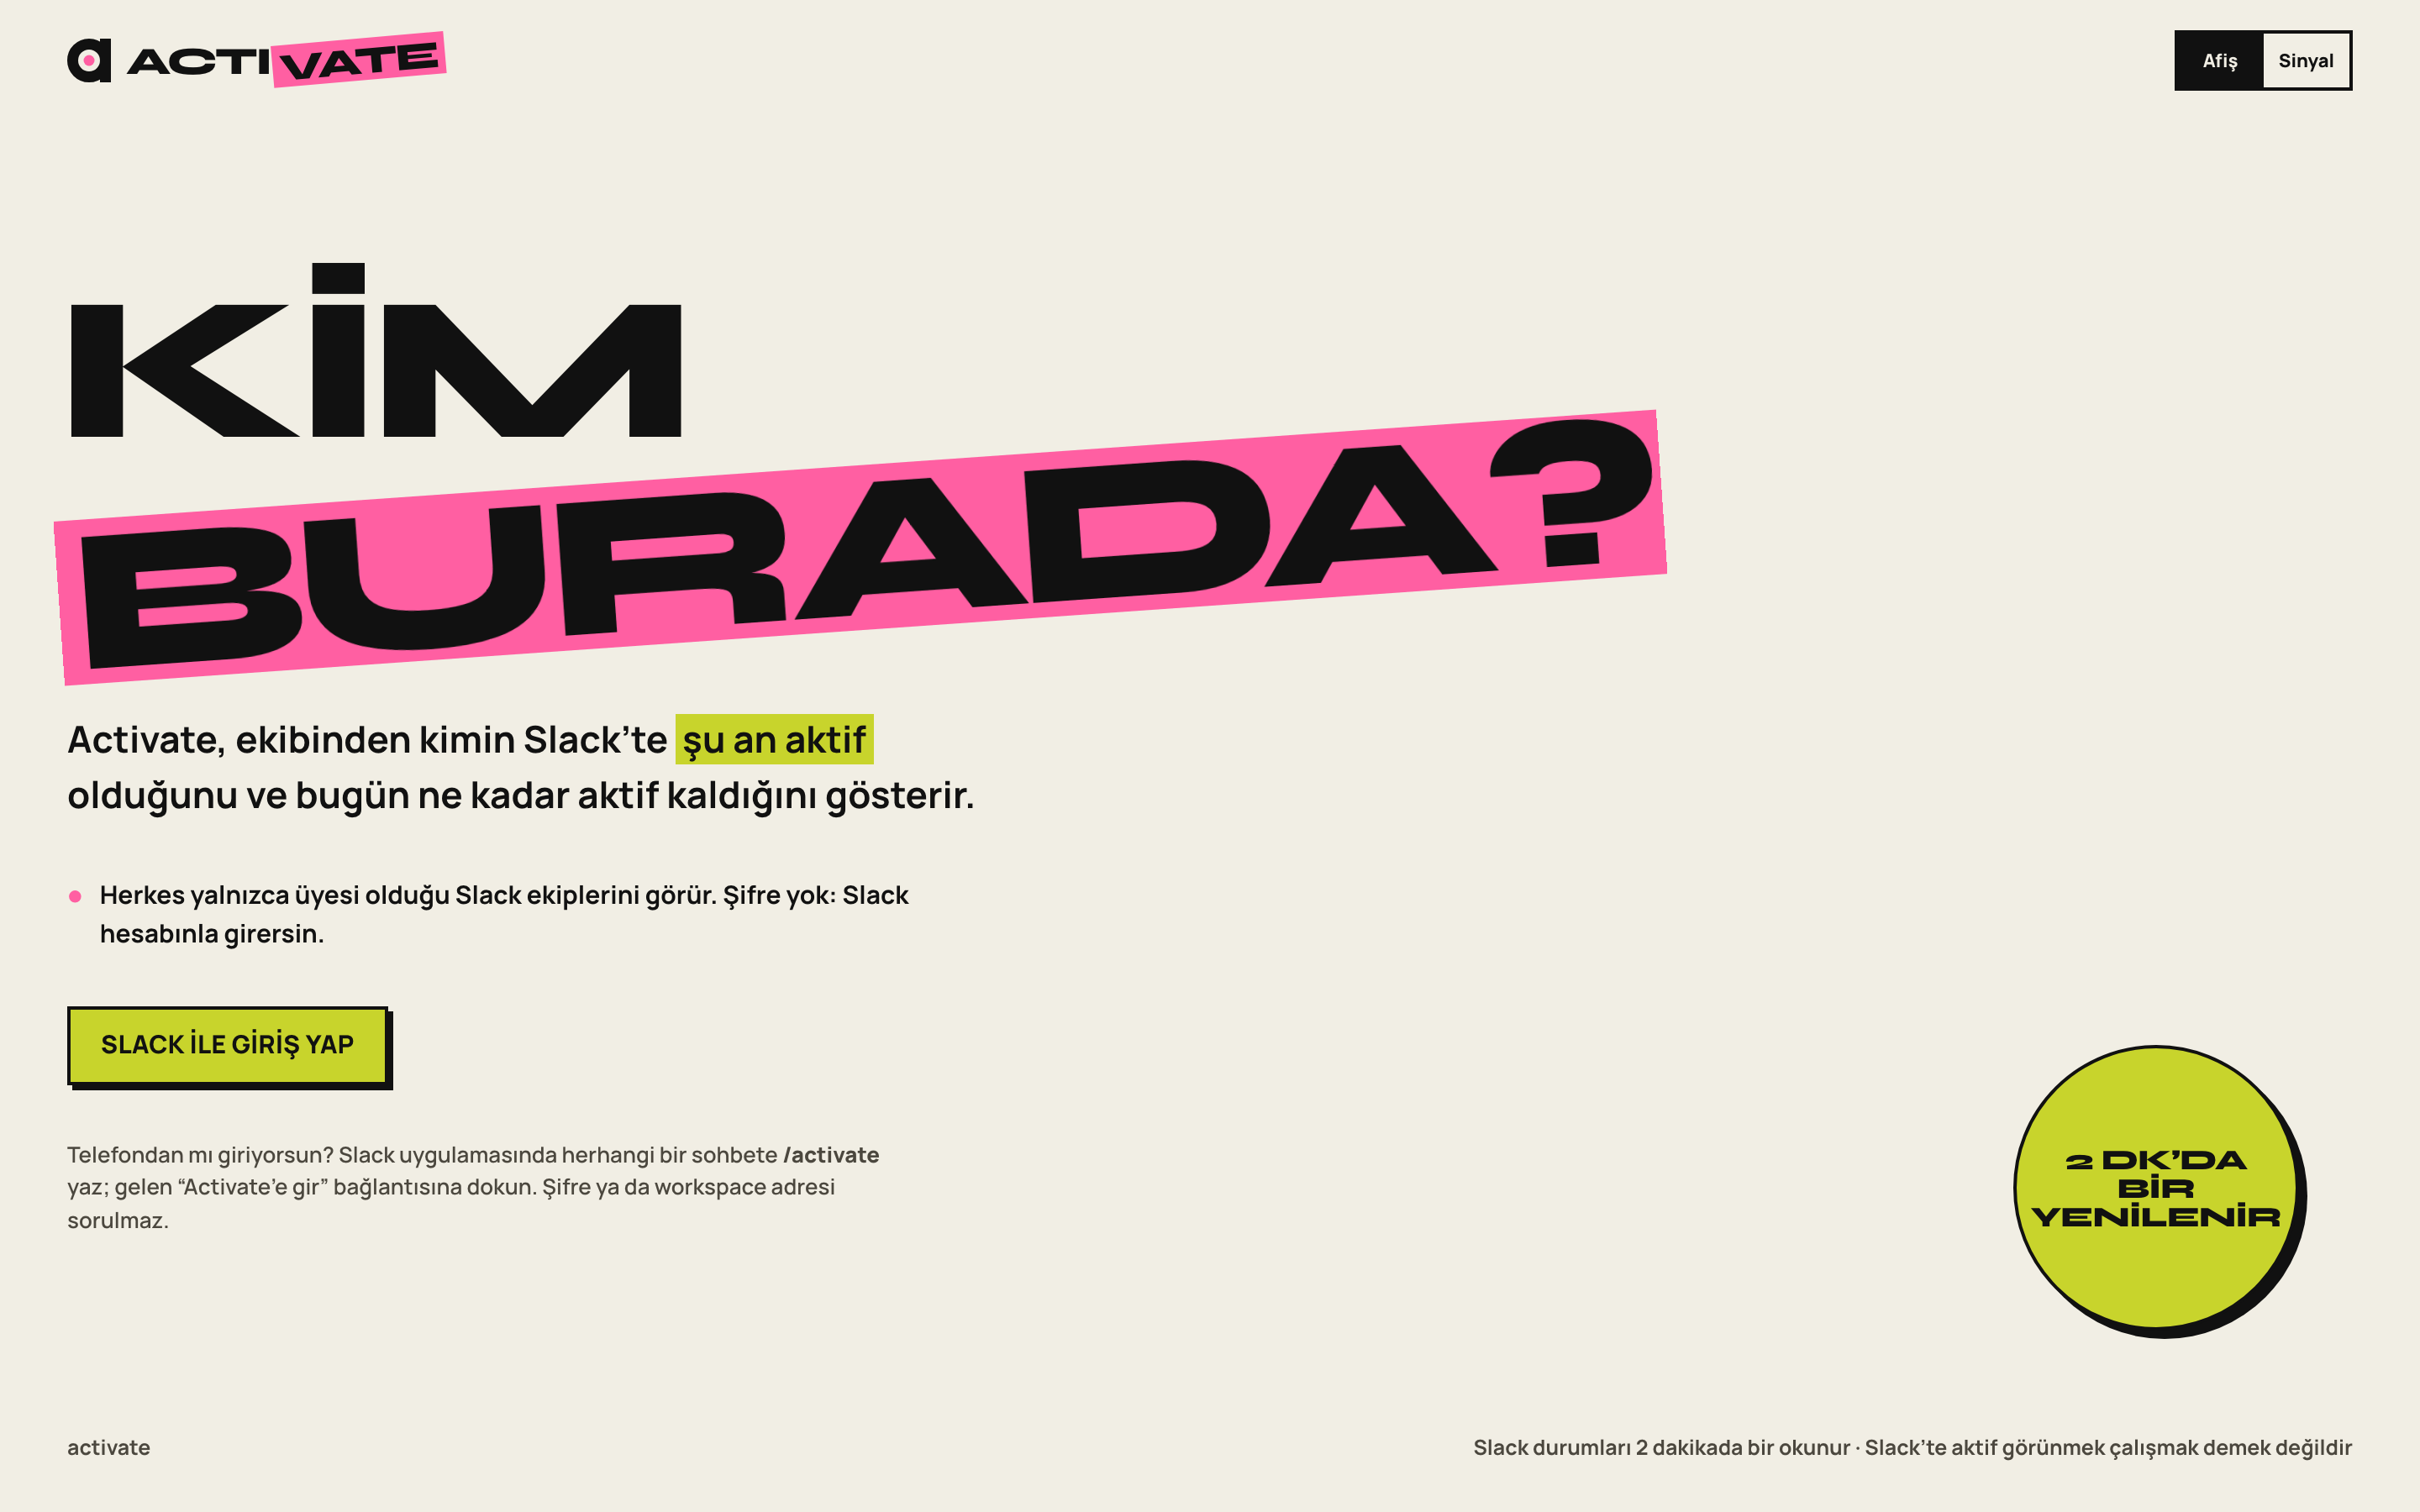 ACTIVATE
Afiş
Sinyal
KİM
BURADA?
Activate, ekibinden kimin Slack’te şu an aktif
olduğunu ve bugün ne kadar aktif kaldığını gösterir.
Herkes yalnızca üyesi olduğu Slack ekiplerini görür. Şifre yok: Slack
hesabınla girersin.
SLACK İLE GİRİŞ YAP
Telefondan mı giriyorsun? Slack uygulamasında herhangi bir sohbete /activate
yaz; gelen “Activate’e gir” bağlantısına dokun. Şifre ya da workspace adresi
sorulmaz.
2 DK’DA
BİR
YENİLENİR
activate
Slack durumları 2 dakikada bir okunur · Slack’te aktif görünmek çalışmak demek değildir